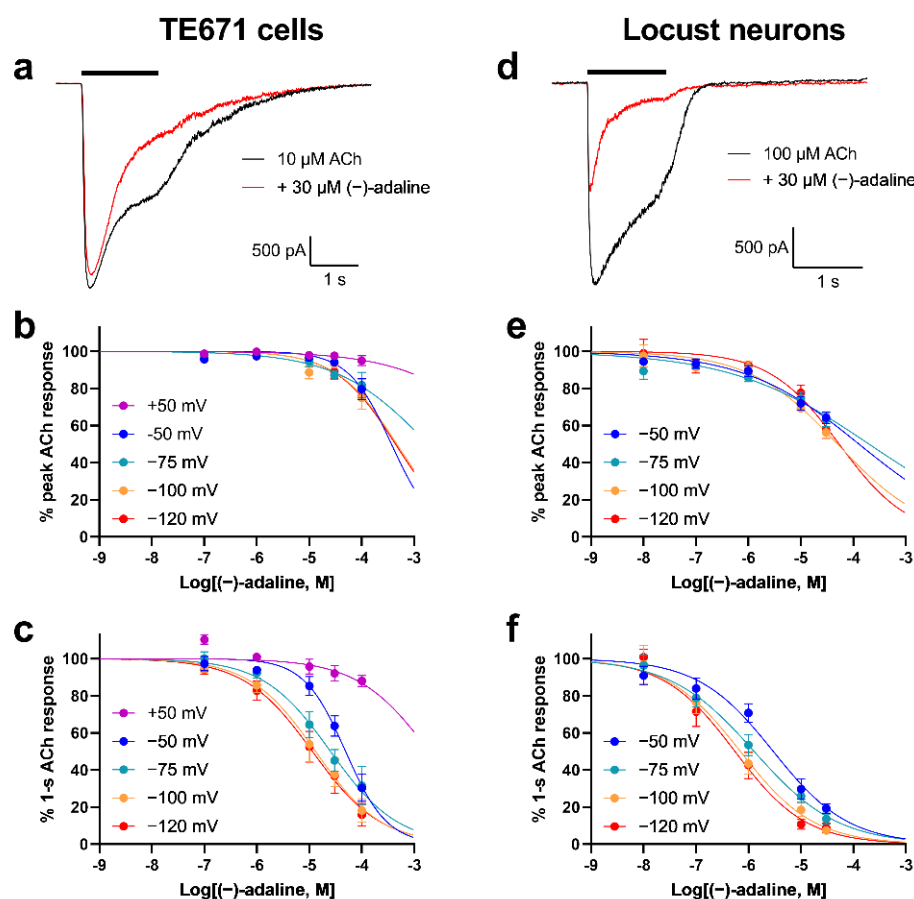 TE671 cells
Locust neurons
a
10 µM ACh
+ 30 µM (−)-adaline
500 pA
1 s
d
100 µM ACh
+ 30 µM (−)-adaline
500 pA
1 s
b
% peak ACh response
100
80
60
40
20
0
+50 mV
-50 mV
−75 mV
−100 mV
−120 mV
-9 -8 -7 -6 -5 -4 -3
Log[(−)-adaline, M]
e
% peak ACh response
100
80
60
40
20
0
−50 mV
−75 mV
−100 mV
−120 mV
-9 -8 -7 -6 -5 -4 -3
Log[(−)-adaline, M]
c
% 1-s ACh response
100
80
60
40
20
0
+50 mV
−50 mV
−75 mV
−100 mV
−120 mV
-9 -8 -7 -6 -5 -4 -3
Log[(−)-adaline, M]
f
% 1-s ACh response
100
80
60
40
20
0
−50 mV
−75 mV
−100 mV
−120 mV
-9 -8 -7 -6 -5 -4 -3
Log[(−)-adaline, M]